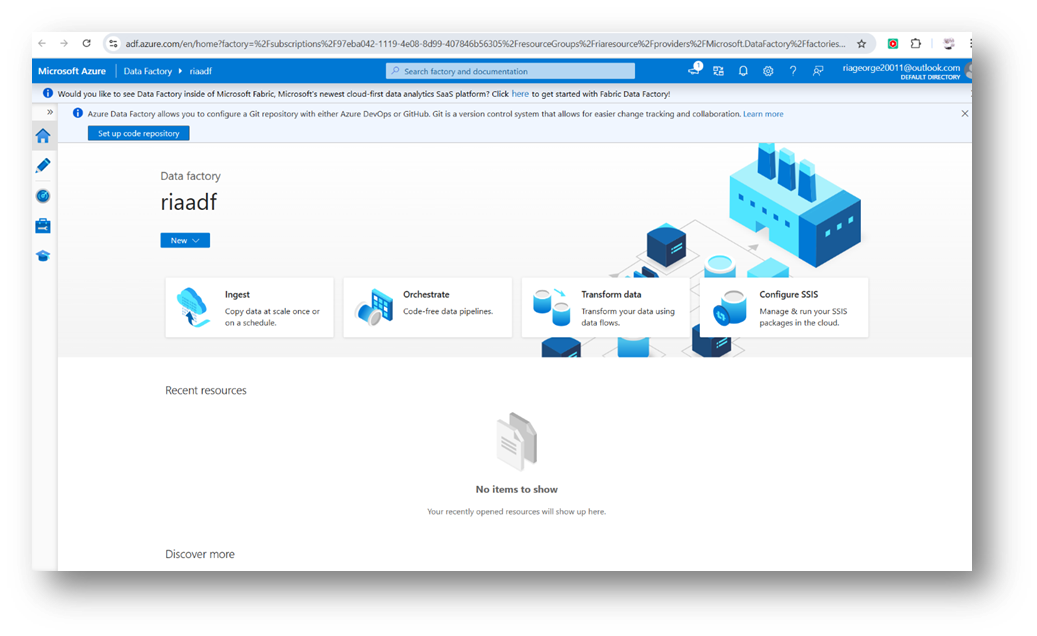 adf.azure.com/en/home?factory=%2Fsubscriptions%2F97eba042-1119-4e08-8d99-407846b56305%2FresourceGroups%2Friaresource%2Fproviders%2FMicrosoft.DataFactory%2Ffactories...
Microsoft Azure Data Factory riaadf Search factory and documentation 1 riageorge20011@outlook.com
DEFAULT DIRECTORY
Would you like to see Data Factory inside of Microsoft Fabric, Microsoft's newest cloud-first data analytics SaaS platform? Click here to get started with Fabric Data Factory!
Azure Data Factory allows you to configure a Git repository with either Azure DevOps or GitHub. Git is a version control system that allows for easier change tracking and collaboration. Learn more
Set up code repository
Data factory
riaadf
New
Ingest
Copy data at scale once or
on a schedule.
Orchestrate
Code-free data pipelines.
Transform data
Transform your data using
data flows.
Configure SSIS
Manage & run your SSIS
packages in the cloud.
Recent resources
No items to show
Your recently opened resources will show up here.
Discover more